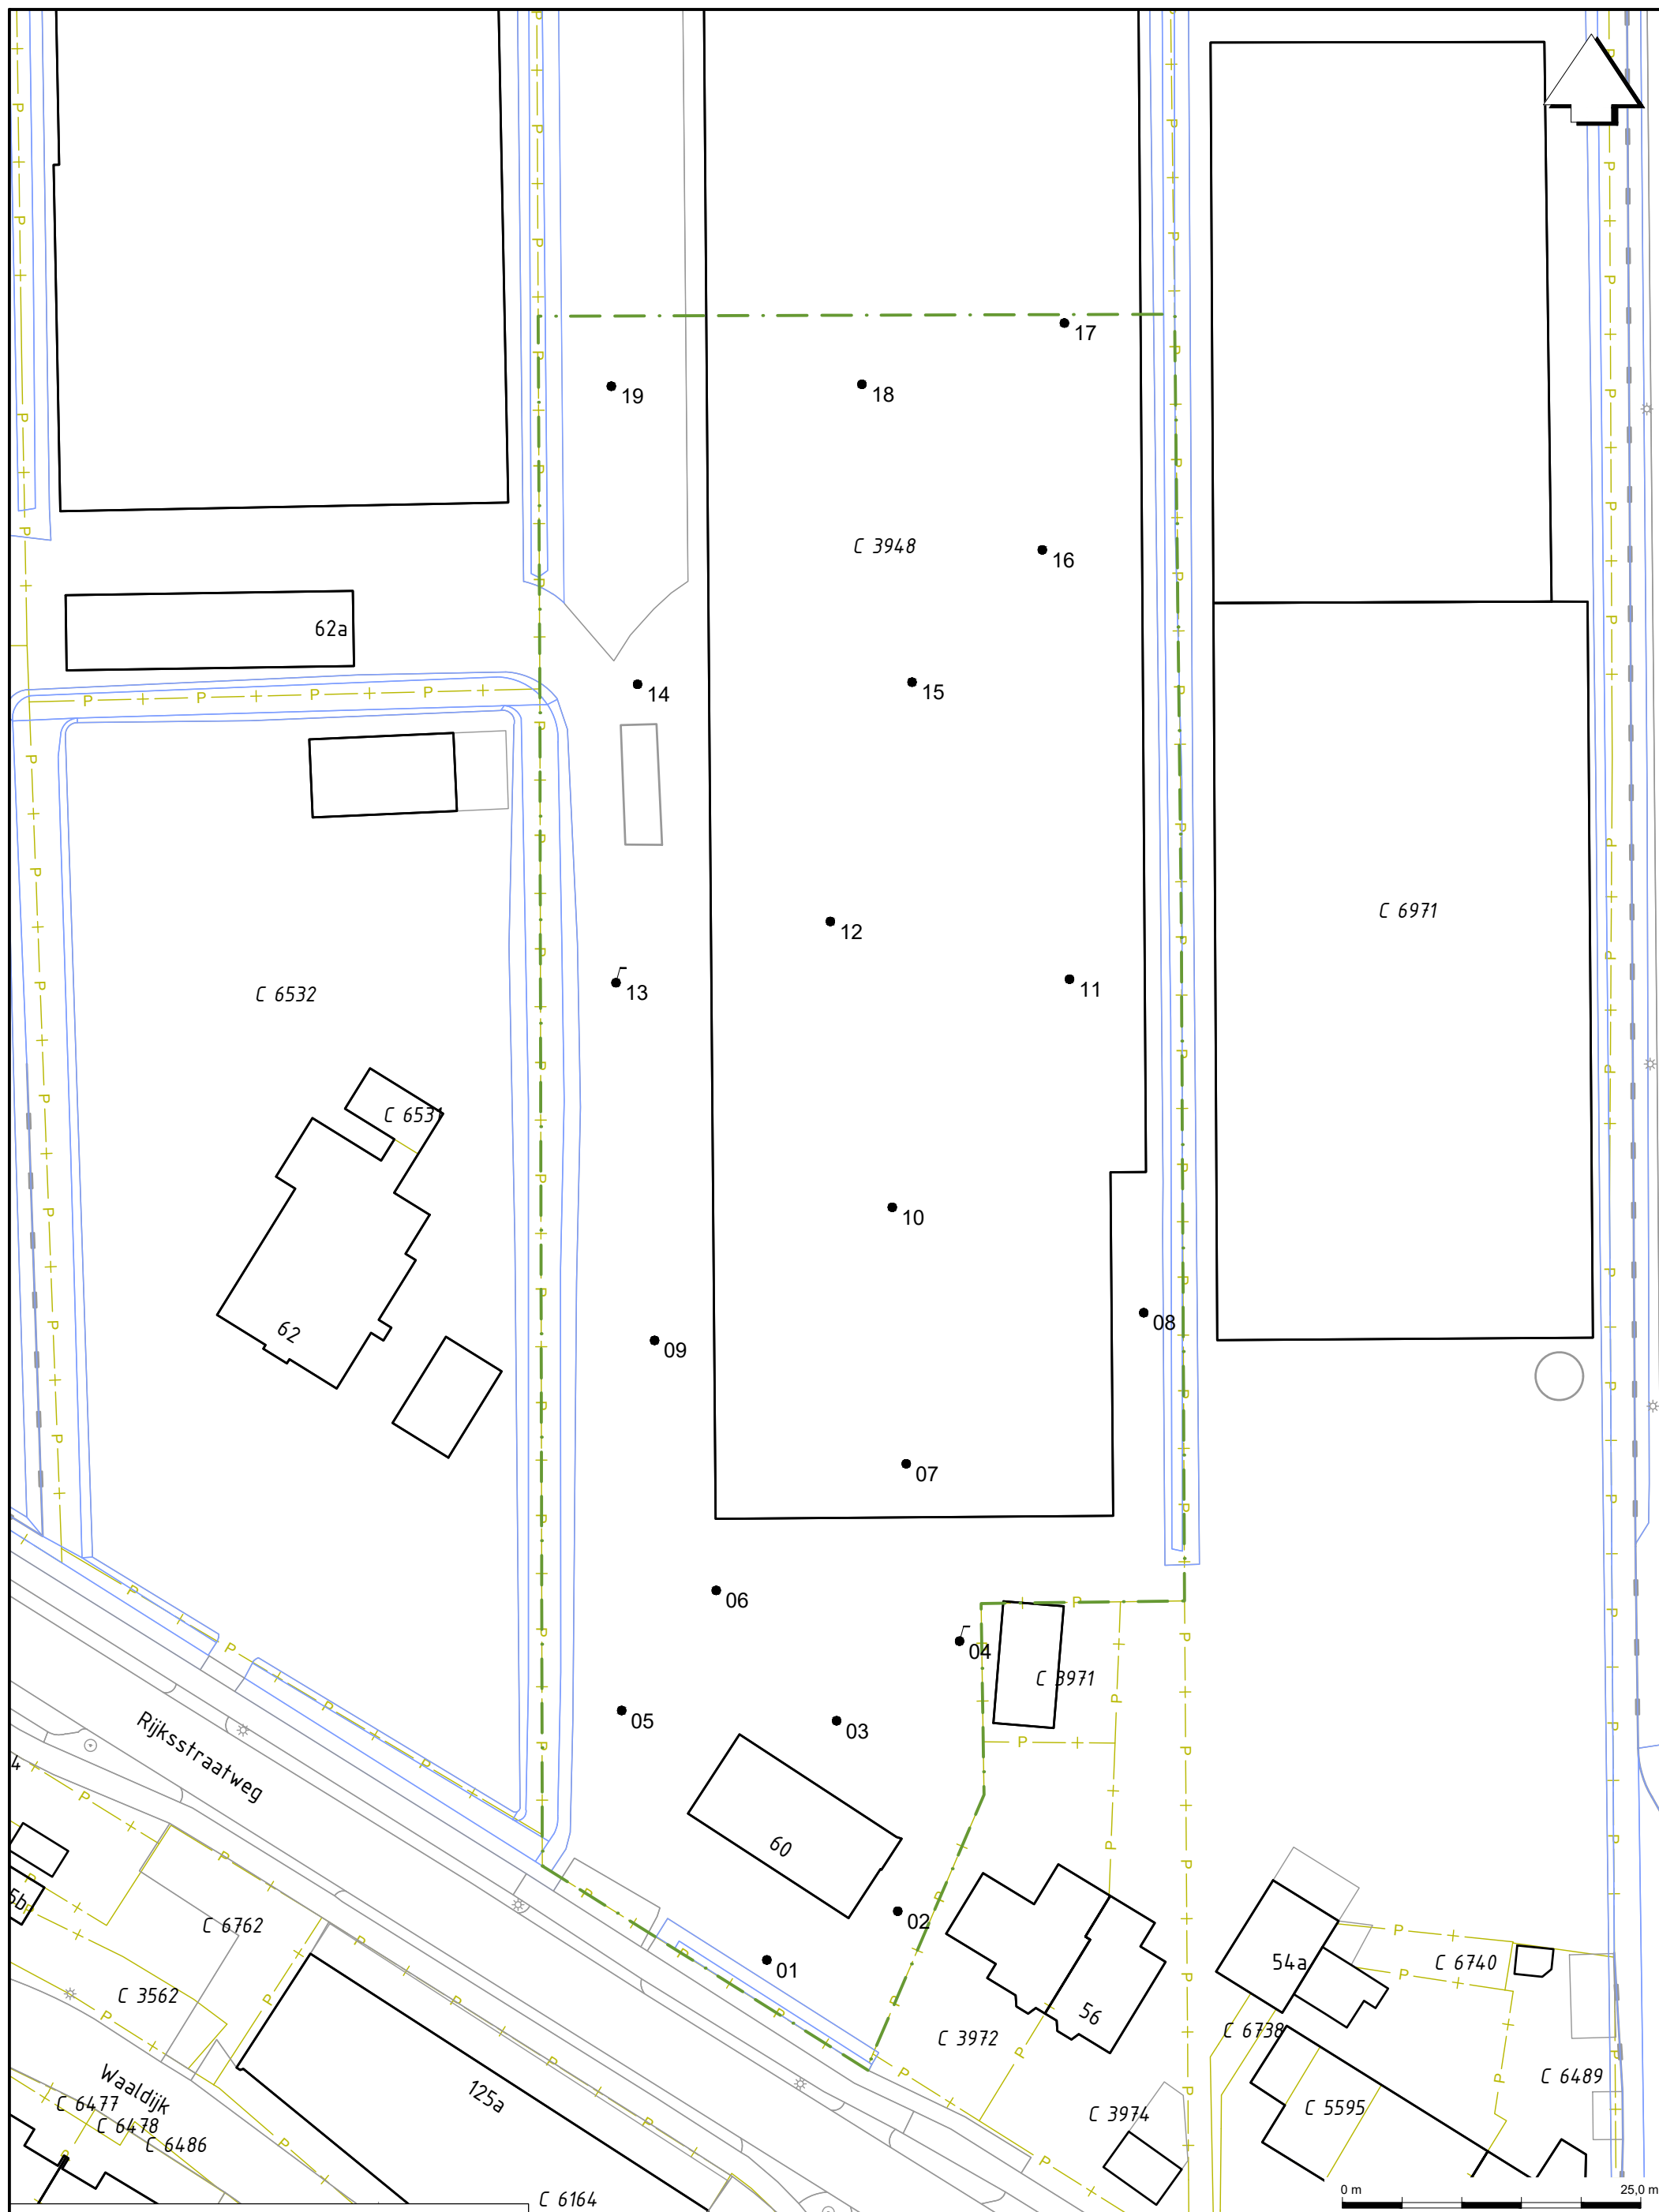 17
19
18
C 3948
16
62a
14
15
C 6971
12
13
11
C 6532
C 6531
10
08
62
09
07
06
04
C 3971
05
03
Rijksstraatweg
60
02
C 6762
54a
C 6740
01
56
C 3562
C 3972
C 6738
C 6489
Waaldijk
125a
C 6477
C 6478
C 6486
C 3974
C 5595
C 6164
0 m 25,0 m